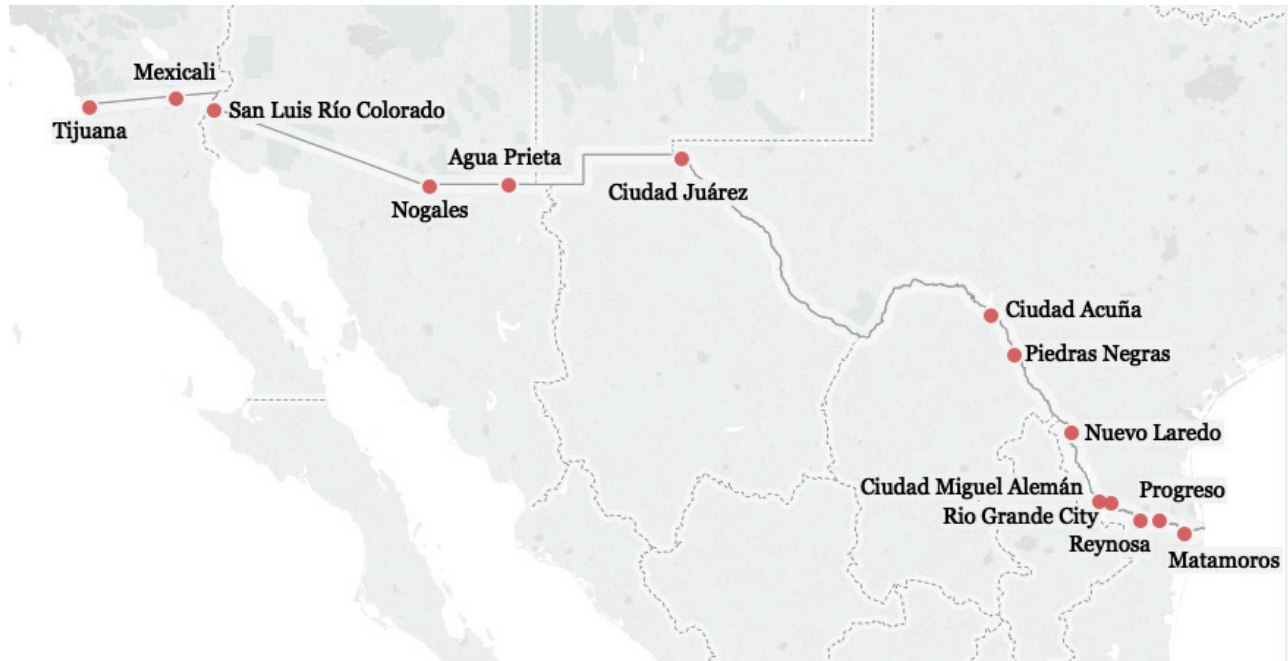 Mexicali
Tijuana
San Luis Río Colorado
Agua Prieta
Nogales
Ciudad Juárez
Ciudad Acuña
Piedras Negras
Nuevo Laredo
Ciudad Miguel Alemán
Progreso
Rio Grande City
Reynosa
Matamoros